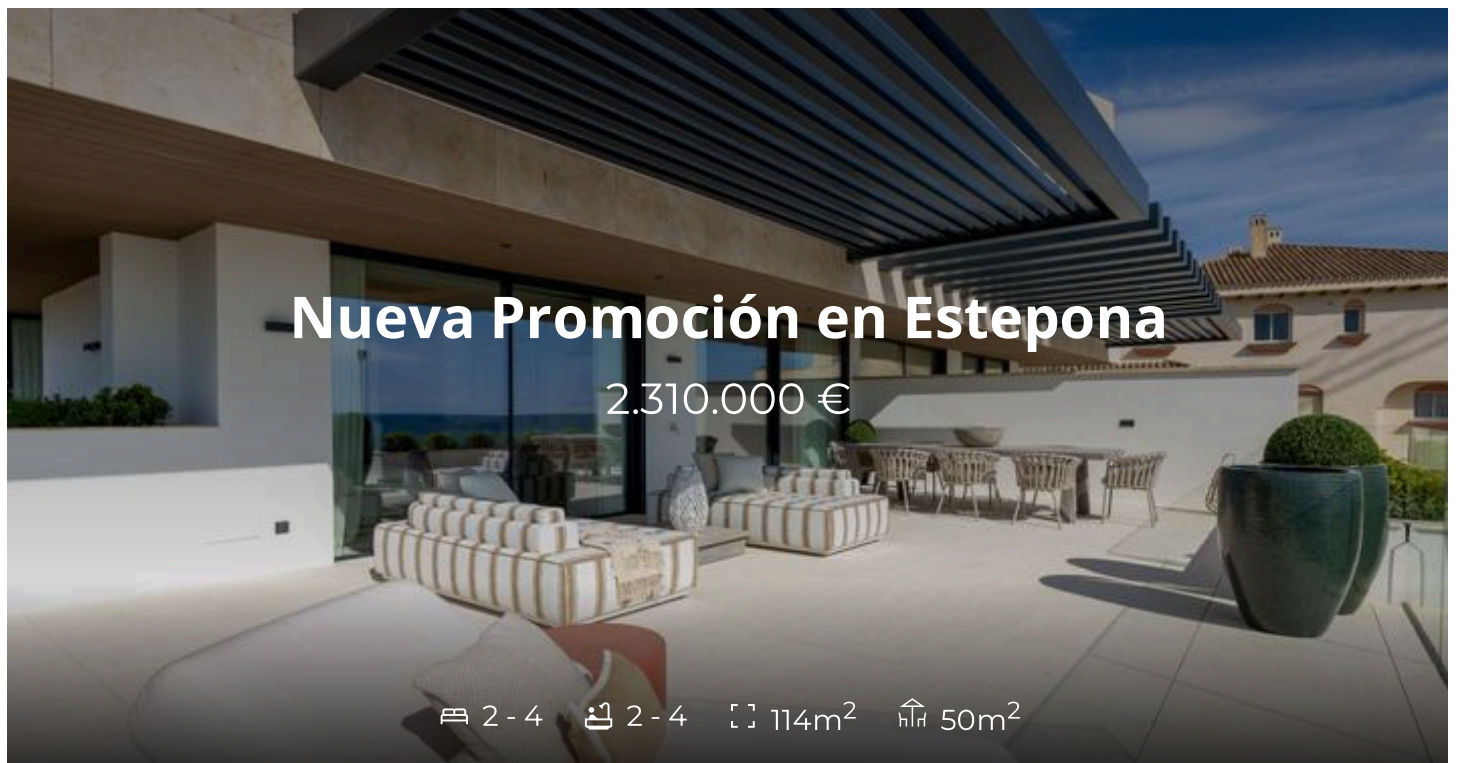 Nueva Promoción en Estepona
2.310.000 €
2 - 4 2 - 4 114m² 50m²